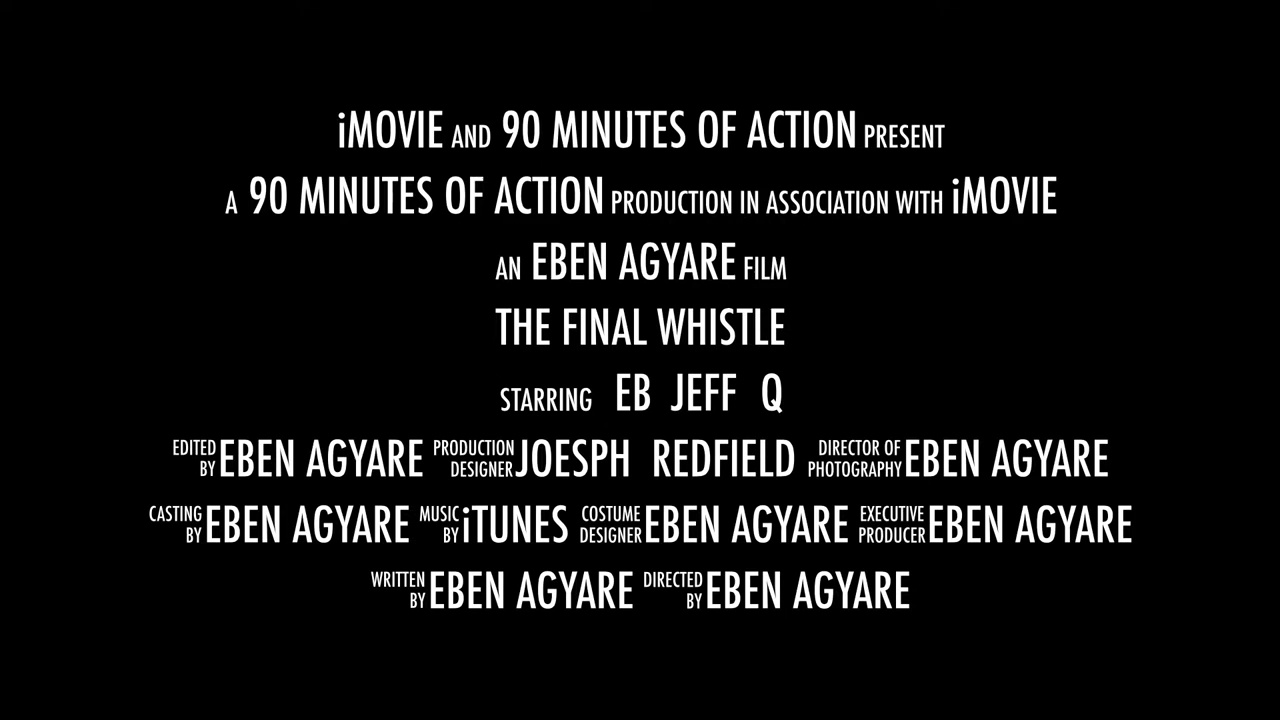 iMOVIE AND 90 MINUTES OF ACTION PRESENT
A 90 MINUTES OF ACTION PRODUCTION IN ASSOCIATION WITH iMOVIE
AN EBEN AGYARE FILM
THE FINAL WHISTLE
STARRING EB JEFF Q
EDITED BY EBEN AGYARE PRODUCTION DESIGNER JOESPH REDFIELD DIRECTOR OF PHOTOGRAPHY EBEN AGYARE
CASTING BY EBEN AGYARE MUSIC BY iTUNES COSTUME DESIGNER EBEN AGYARE EXECUTIVE PRODUCER EBEN AGYARE
WRITTEN BY EBEN AGYARE DIRECTED BY EBEN AGYARE